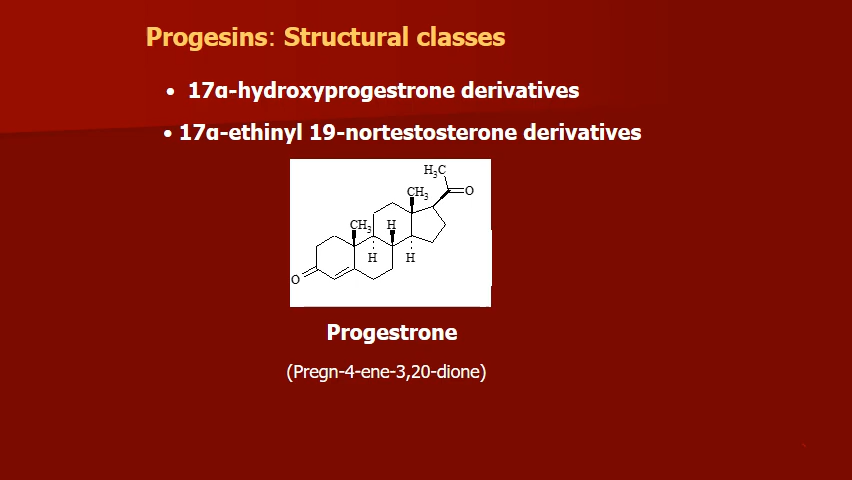 Progesins: Structural classes
• 17α-hydroxyprogestrone derivatives
• 17α-ethinyl 19-nortestosterone derivatives
H3C
CH3 O
CH3 H
H H
O
Progestrone
(Pregn-4-ene-3,20-dione)